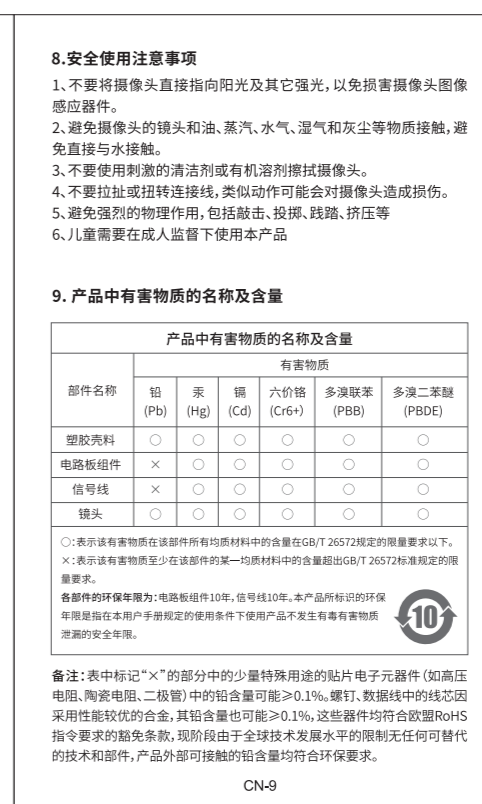 8.安全使用注意事项
1、不要将摄像头直接指向阳光及其它强光，以免损害摄像头图像
感应器件。
2、避免摄像头的镜头和油、蒸汽、水气、湿气和灰尘等物质接触，避
免直接与水接触。
3、不要使用刺激的清洁剂或有机溶剂擦拭摄像头。
4、不要拉扯或扭转连接线，类似动作可能会对摄像头造成损伤。
5、避免强烈的物理作用，包括敲击、投掷、践踏、挤压等
6、儿童需要在成人监督下使用本产品
9. 产品中有害物质的名称及含量
产品中有害物质的名称及含量
部件名称 有害物质
铅 汞 镉 六价铬 多溴联苯 多溴二苯醚
(Pb) (Hg) (Cd) (Cr6+) (PBB) (PBDE)
塑胶壳料 ○ ○ ○ ○ ○ ○
电路板组件 × ○ ○ ○ ○ ○
信号线 × ○ ○ ○ ○ ○
镜头 ○ ○ ○ ○ ○ ○
○:表示该有害物质在该部件所有均质材料中的含量在GB/T 26572规定的限量要求以下。
×:表示该有害物质至少在该部件的某一均质材料中的含量超出GB/T 26572标准规定的限
量要求。
各部件的环保年限为:电路板组件10年，信号线10年。本产品所标识的环保
年限是指在本用户手册规定的使用条件下使用产品不发生有毒有害物质
泄漏的安全年限。
10
备注:表中标记“×”的部分中的少量特殊用途的贴片电子元器件（如高压
电阻、陶瓷电阻、二极管）中的铅含量可能≥0.1%。螺钉、数据线中的线芯因
采用性能较优的合金，其铅含量也可能≥0.1%，这些器件均符合欧盟RoHS
指令要求的豁免条款，现阶段由于全球技术发展水平的限制无任何可替代
的技术和部件，产品外部可接触的铅含量均符合环保要求。
CN-9